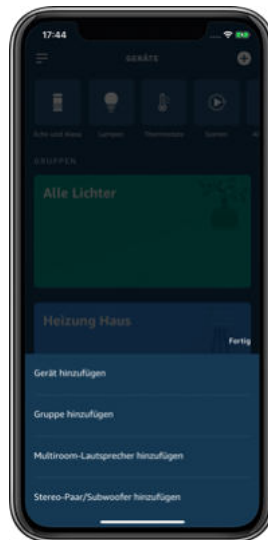 17:44
GERÄTE
Echo und Alexa Lampen Thermostate Szenen
GRUPPEN
Alle Lichter
Heizung Haus
Fertig
Gerät hinzufügen
Gruppe hinzufügen
Multiroom-Lautsprecher hinzufügen
Stereo-Paar/Subwoofer hinzufügen